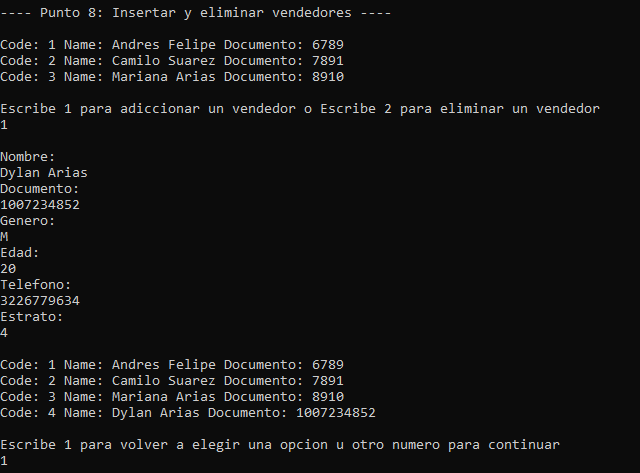 ---- Punto 8: Insertar y eliminar vendedores ----
Code: 1 Name: Andres Felipe Documento: 6789
Code: 2 Name: Camilo Suarez Documento: 7891
Code: 3 Name: Mariana Arias Documento: 8910
Escribe 1 para adiccionar un vendedor o Escribe 2 para eliminar un vendedor
1
Nombre:
Dylan Arias
Documento:
1007234852
Genero:
M
Edad:
20
Telefono:
3226779634
Estrato:
4
Code: 1 Name: Andres Felipe Documento: 6789
Code: 2 Name: Camilo Suarez Documento: 7891
Code: 3 Name: Mariana Arias Documento: 8910
Code: 4 Name: Dylan Arias Documento: 1007234852
Escribe 1 para volver a elegir una opcion u otro numero para continuar
1